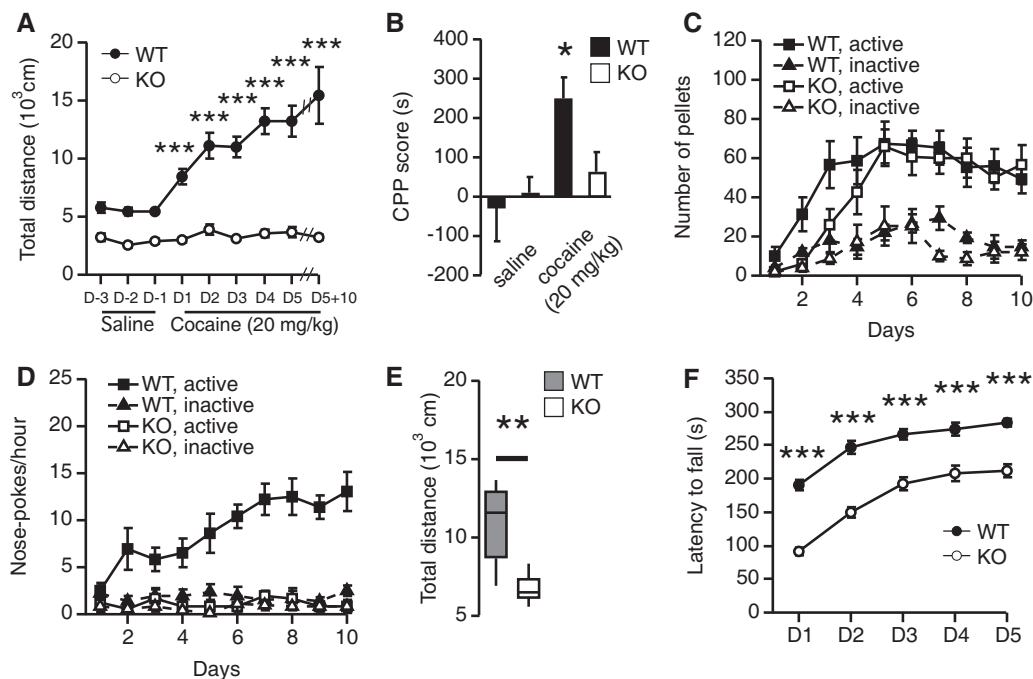 A
Total distance (10³cm)
20
15
10
5
0
WT
KO
***
***
***
***
***
***
D-3 D-2 D-1 D1 D2 D3 D4 D5 D5+10
Saline Cocaine (20 mg/kg)
B
CPP score (s)
400
300
200
100
0
-100
-200
WT
KO
*
saline
cocaine
(20 mg/kg)
C
Number of pellets
120
100
80
60
40
20
0
WT, active
WT, inactive
KO, active
KO, inactive
2 4 6 8 10
Days
D
Nose-pokes/hour
25
20
15
10
5
0
WT, active
WT, inactive
KO, active
KO, inactive
2 4 6 8 10
Days
E
Total distance (10³ cm)
20
15
10
5
WT
KO
**
F
Latency to fall (s)
350
300
250
200
150
100
50
0
***
***
***
***
***
WT
KO
D1 D2 D3 D4 D5